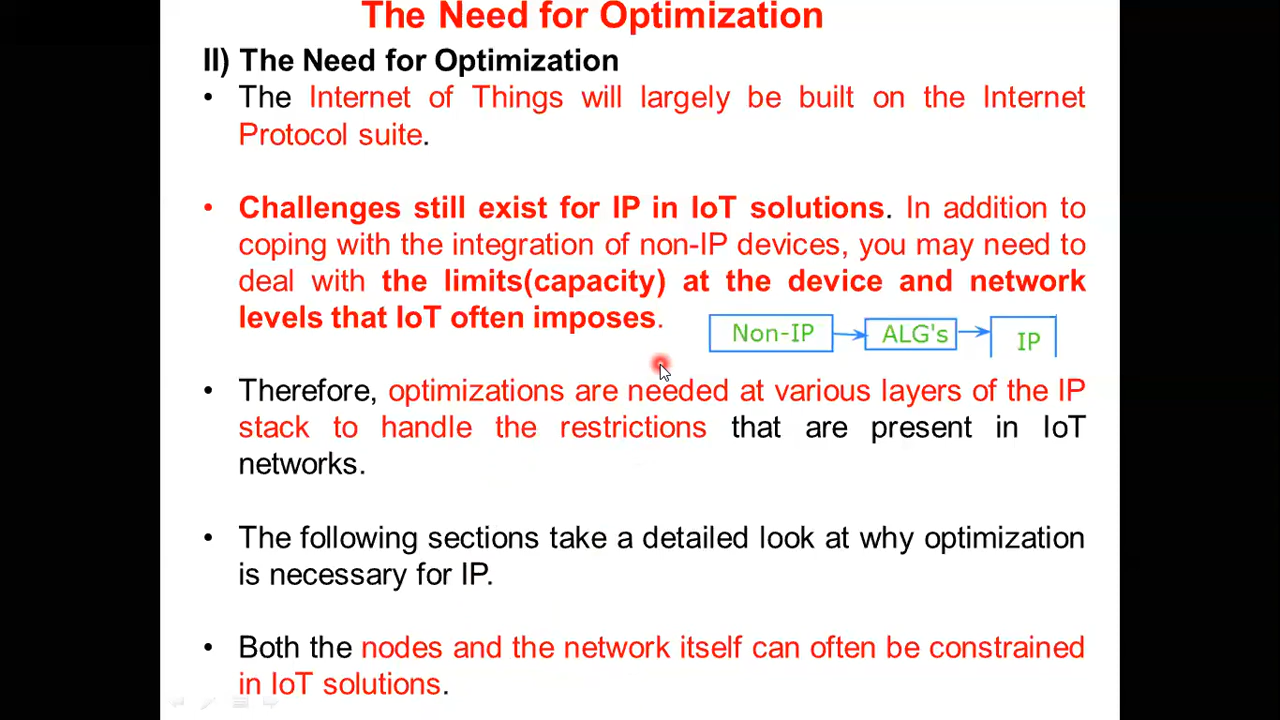 The Need for Optimization
II) The Need for Optimization
• The Internet of Things will largely be built on the Internet
Protocol suite.
• Challenges still exist for IP in IoT solutions. In addition to
coping with the integration of non-IP devices, you may need to
deal with the limits(capacity) at the device and network
levels that IoT often imposes.
Non-IP ALG's IP
• Therefore, optimizations are needed at various layers of the IP
stack to handle the restrictions that are present in IoT
networks.
• The following sections take a detailed look at why optimization
is necessary for IP.
• Both the nodes and the network itself can often be constrained
in IoT solutions.